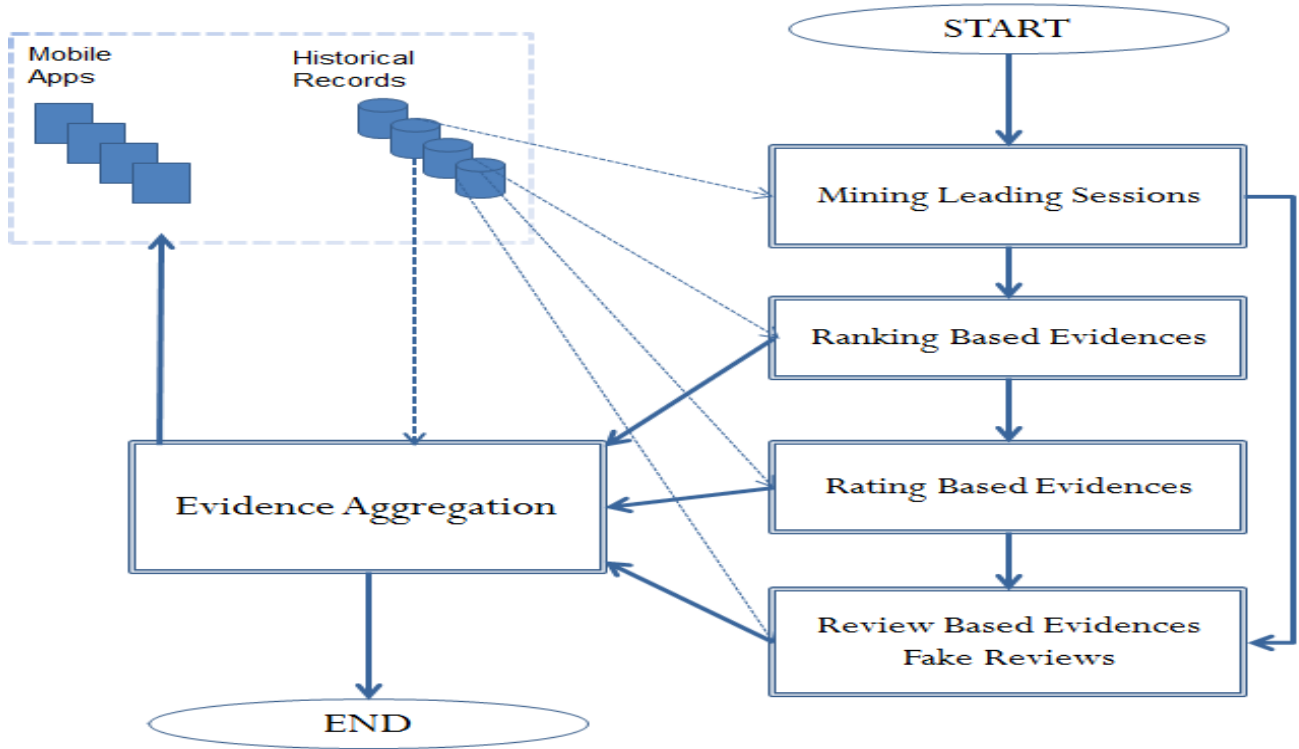 START
Mobile
Apps
Historical
Records
Mining Leading Sessions
Ranking Based Evidences
Rating Based Evidences
Evidence Aggregation
Review Based Evidences
Fake Reviews
END